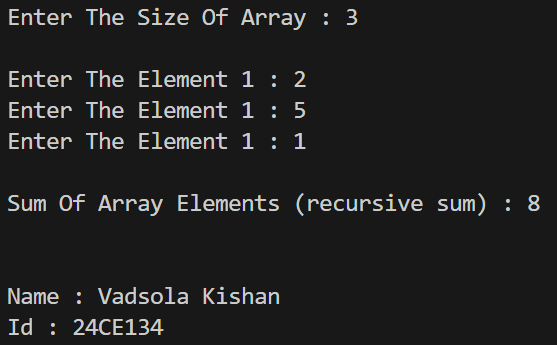 Enter The Size Of Array : 3
Enter The Element 1 : 2
Enter The Element 1 : 5
Enter The Element 1 : 1
Sum Of Array Elements (recursive sum) : 8
Name : Vadsola Kishan
Id : 24CE134